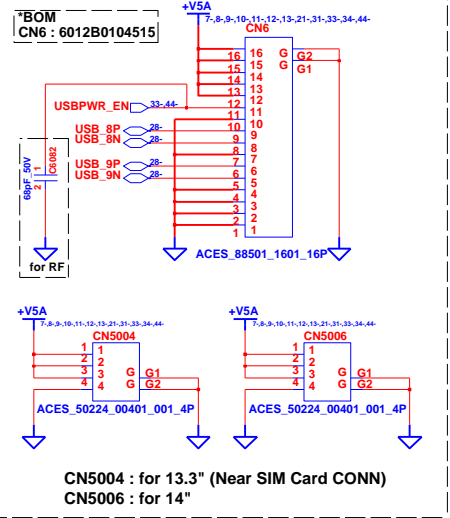 *BOM
CN6 : 6012B0104515
+V5A
7-,8-,9-,10-,11-,12-,13-,21-,31-,33-,34-,44-
CN6
16 16 G G2
15 15 G G1
14 14
13 13
12 12
11 11
10 10
9 9
8 8
7 7
6 6
5 5
4 4
3 3
2 2
1 1
USBPWR_EN 33-,44-
USB_8P 28-
USB_8N 28-
USB_9P 28-
USB_9N 28-
ACES_88501_1601_16P
68pF_50V
2 1
C6082
for RF
+V5A
7-,8-,9-,10-,11-,12-,13-,21-,31-,33-,34-,44-
CN5004
1 1
2 2
3 3 G G1
4 4 G G2
ACES_50224_00401_001_4P
+V5A
7-,8-,9-,10-,11-,12-,13-,21-,31-,33-,34-,44-
CN5006
1 1
2 2
3 3 G G1
4 4 G G2
ACES_50224_00401_001_4P
CN5004 : for 13.3" (Near SIM Card CONN)
CN5006 : for 14"